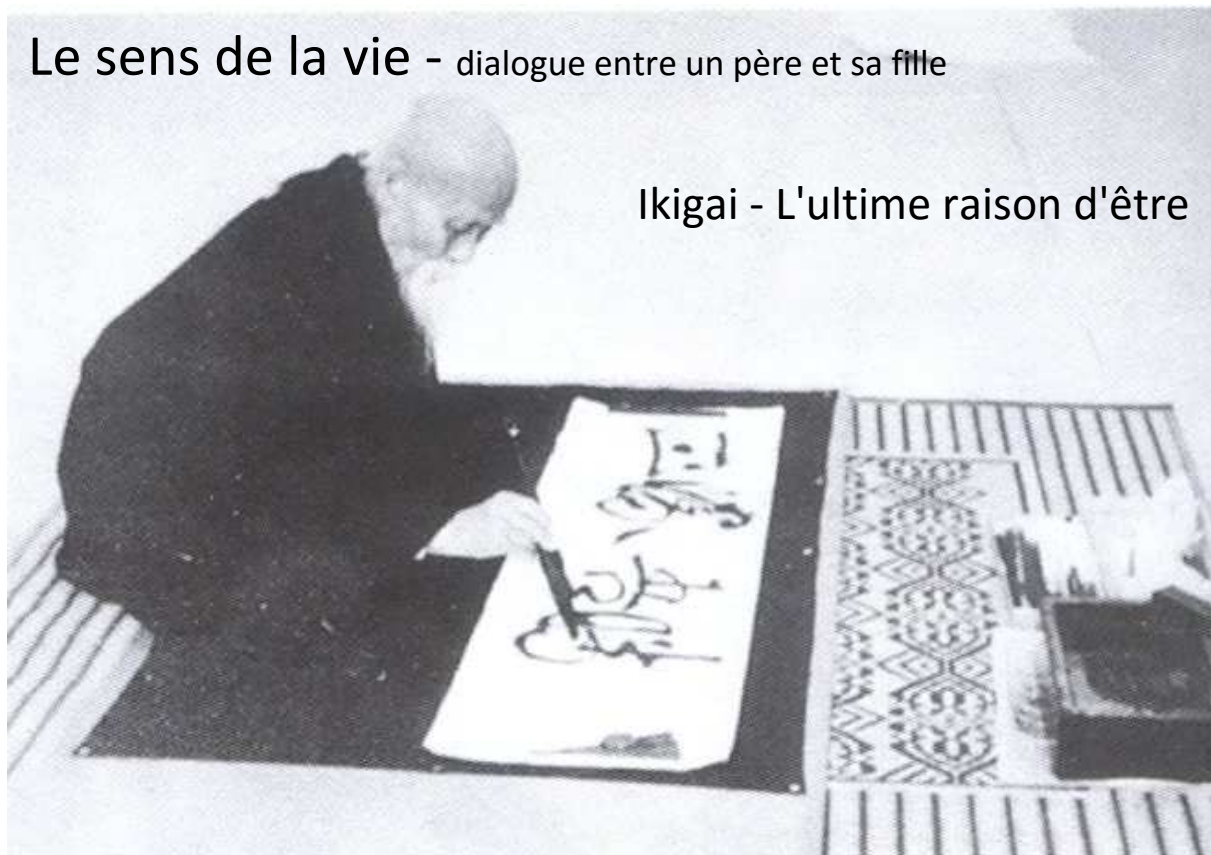 Le sens de la vie - dialogue entre un père et sa fille
Ikigai - L'ultime raison d'être